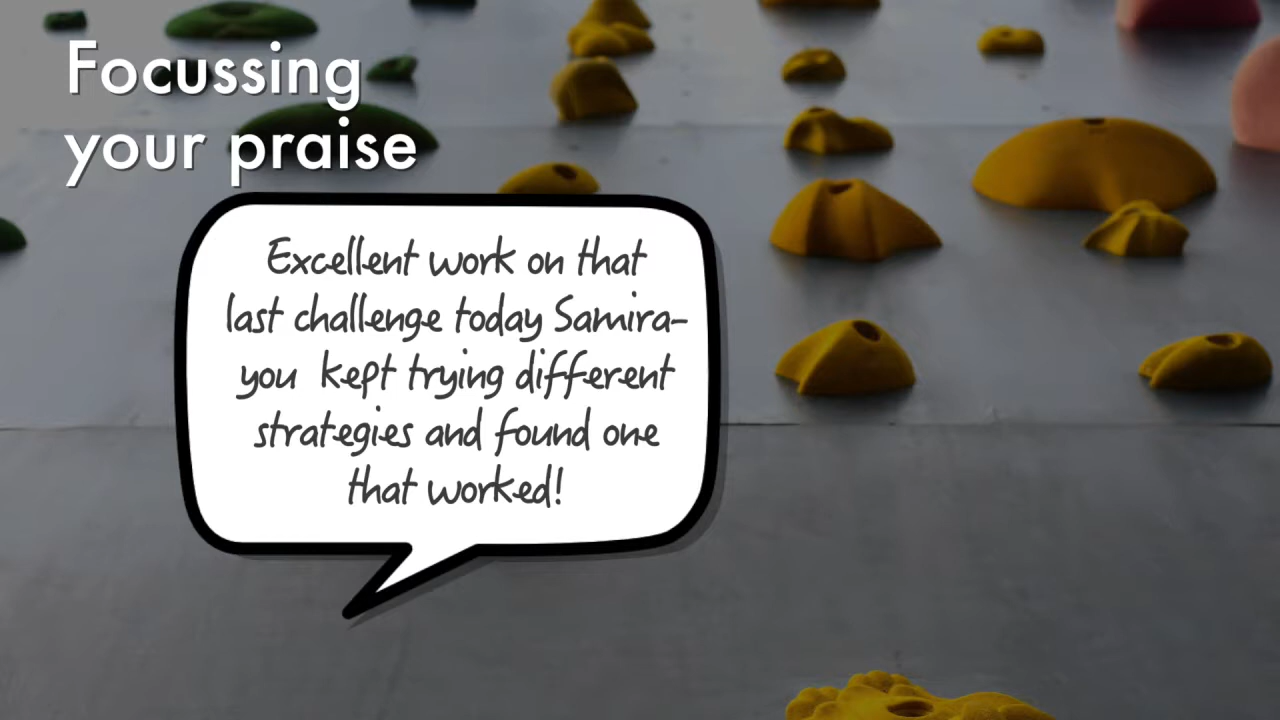 Focussing
your praise
Excellent work on that
last challenge today Samira-
you kept trying different
strategies and found one
that worked!